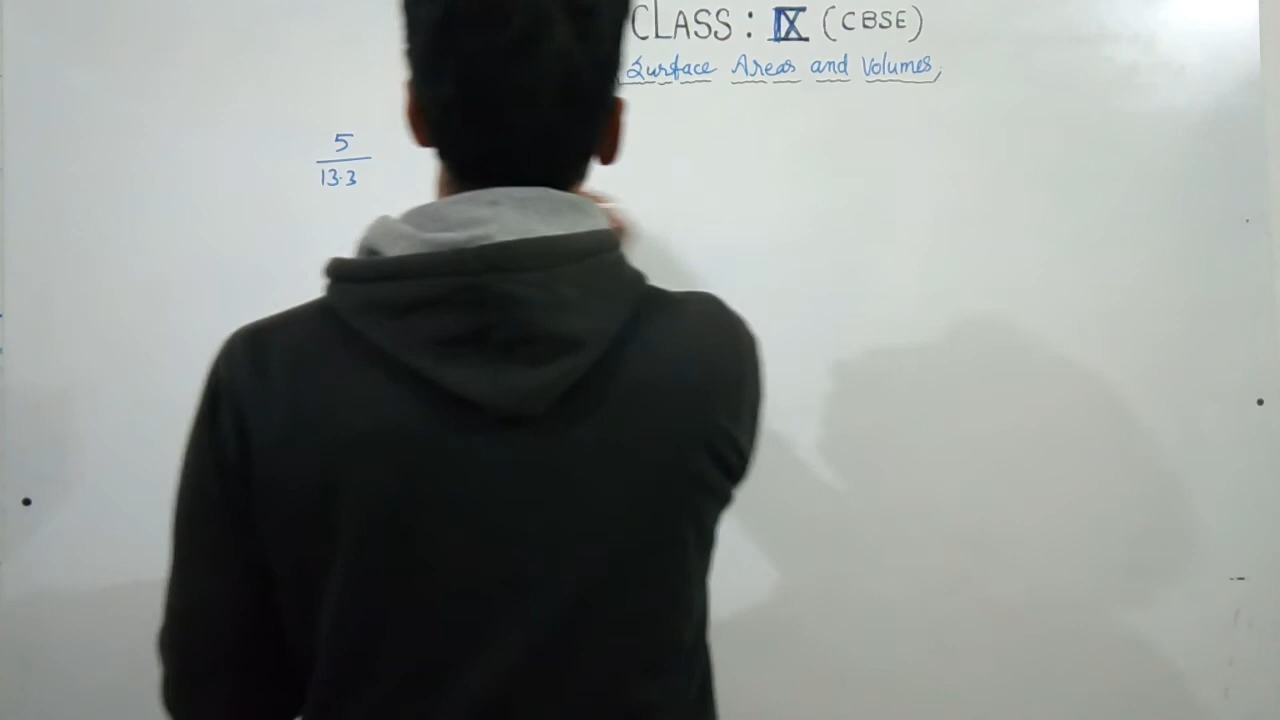 CLASS : IX (CBSE)
Surface Areas and Volumes
5
13.3